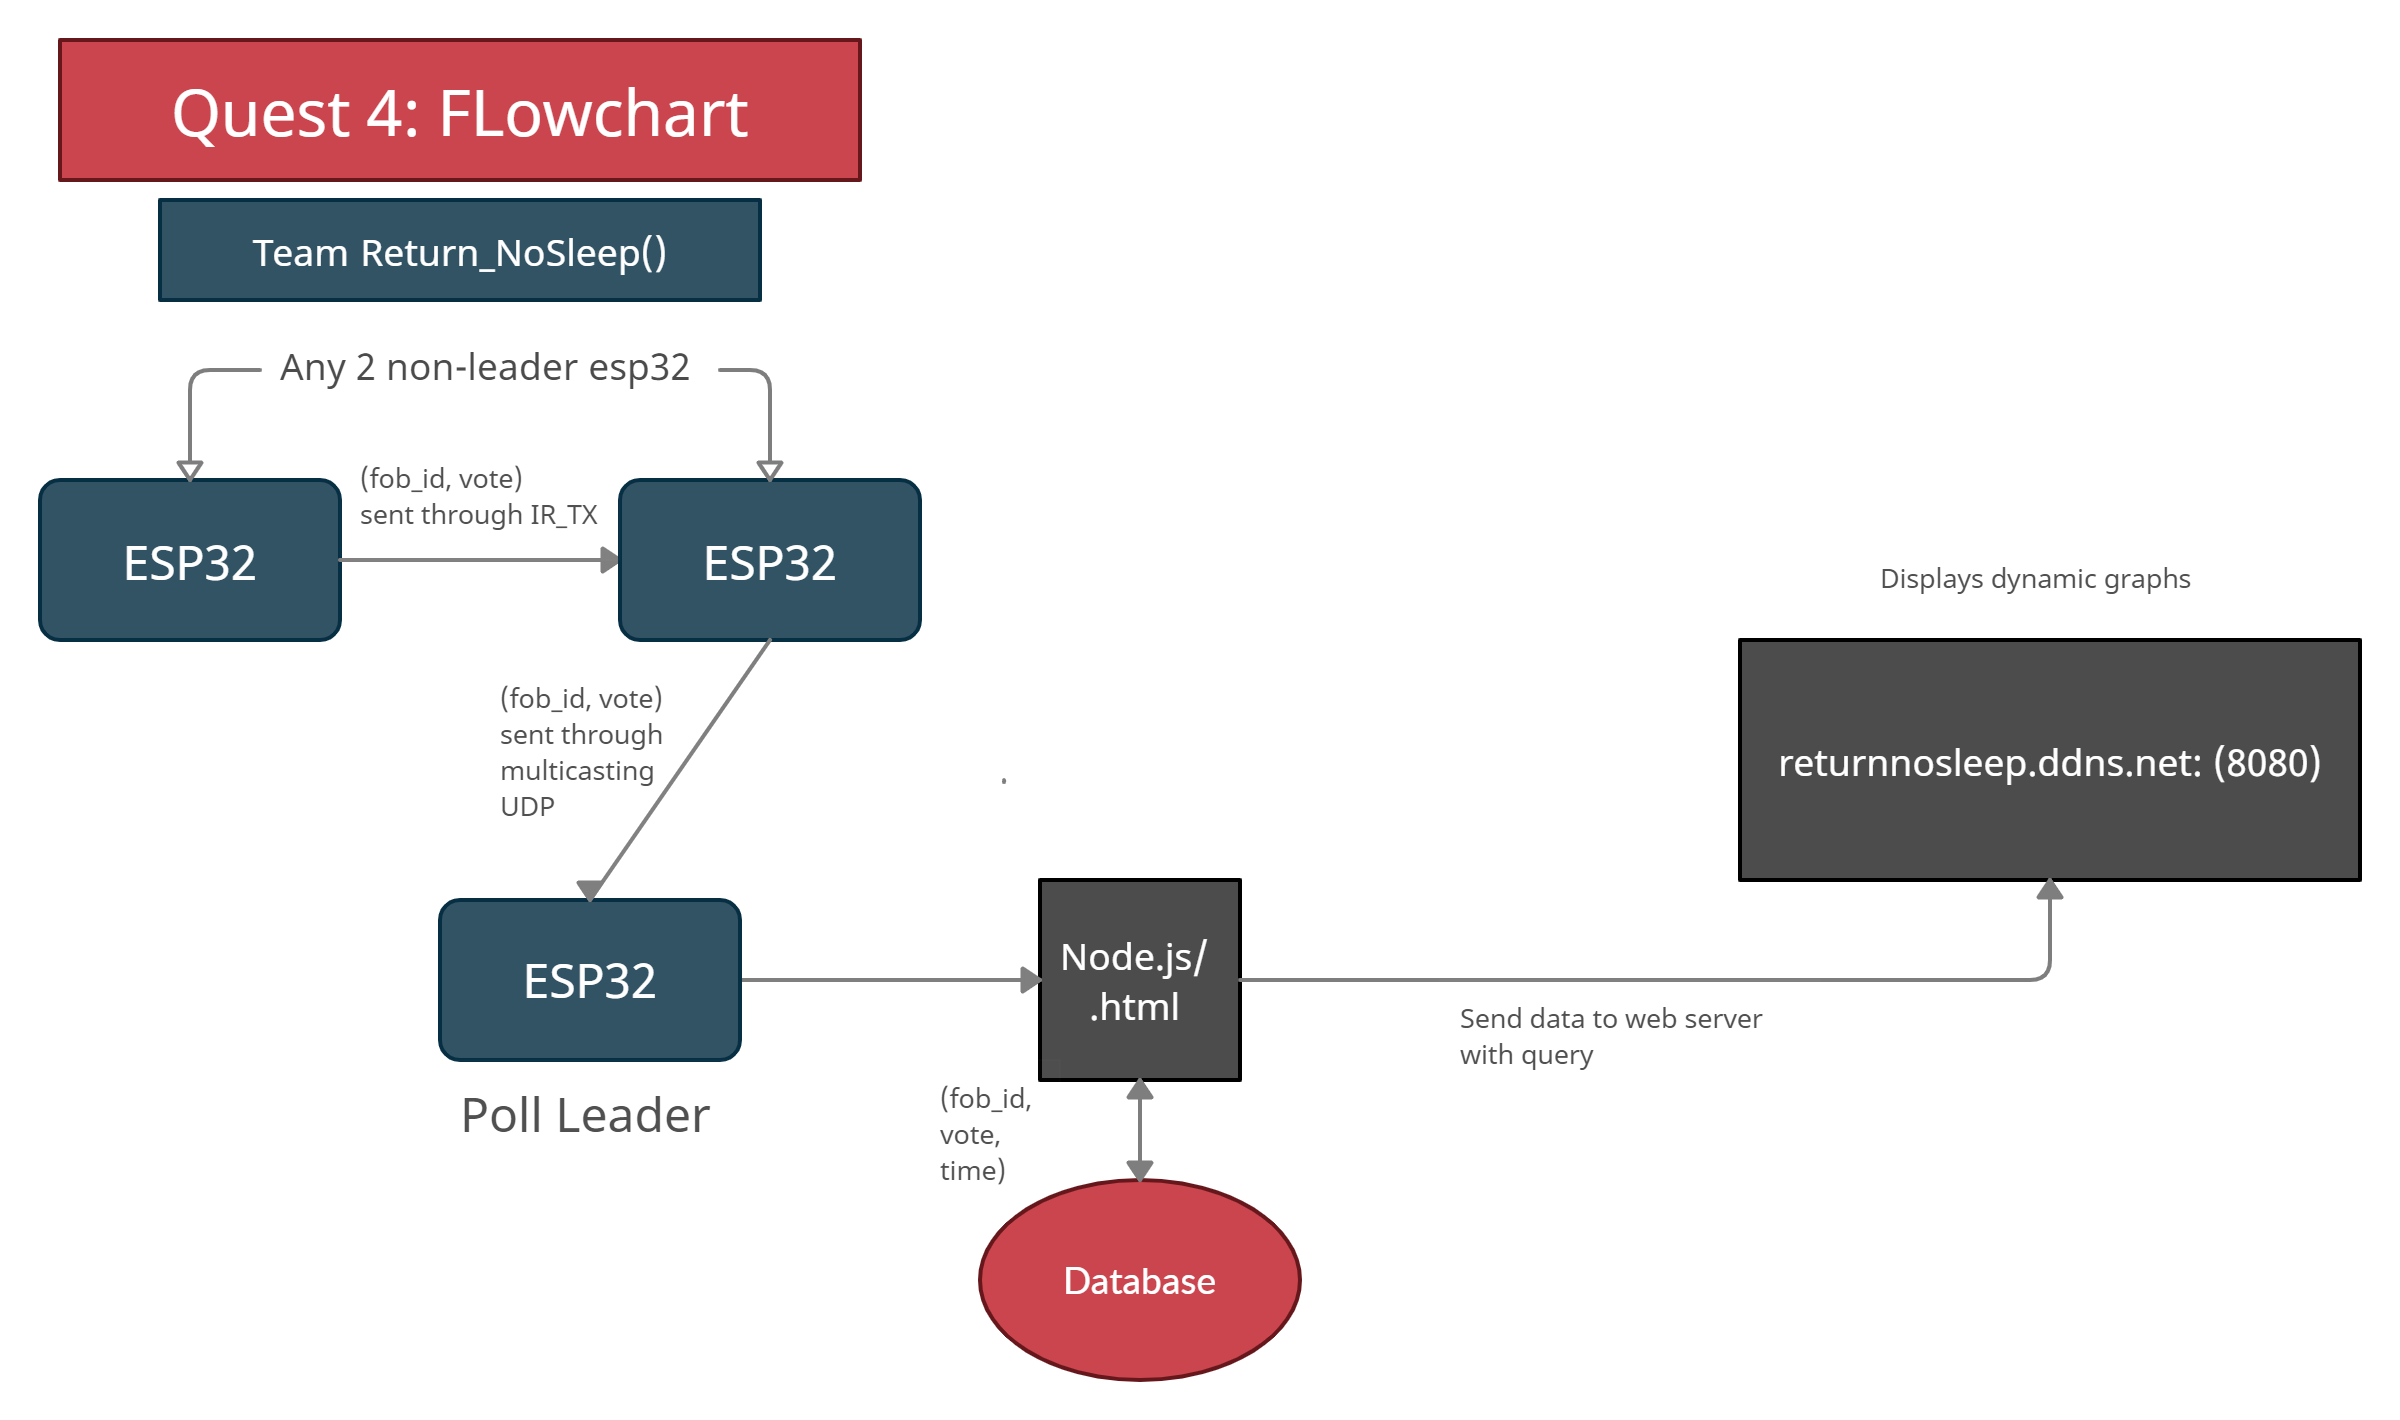 Quest 4: FLowchart
Team Return_NoSleep()
Any 2 non-leader esp32
(fob_id, vote)
sent through IR_TX
ESP32
ESP32
(fob_id, vote)
sent through
multicasting
UDP
Displays dynamic graphs
returnnosleep.ddns.net: (8080)
ESP32
Poll Leader
Node.js/
.html
Send data to web server
with query
(fob_id,
vote,
time)
Database